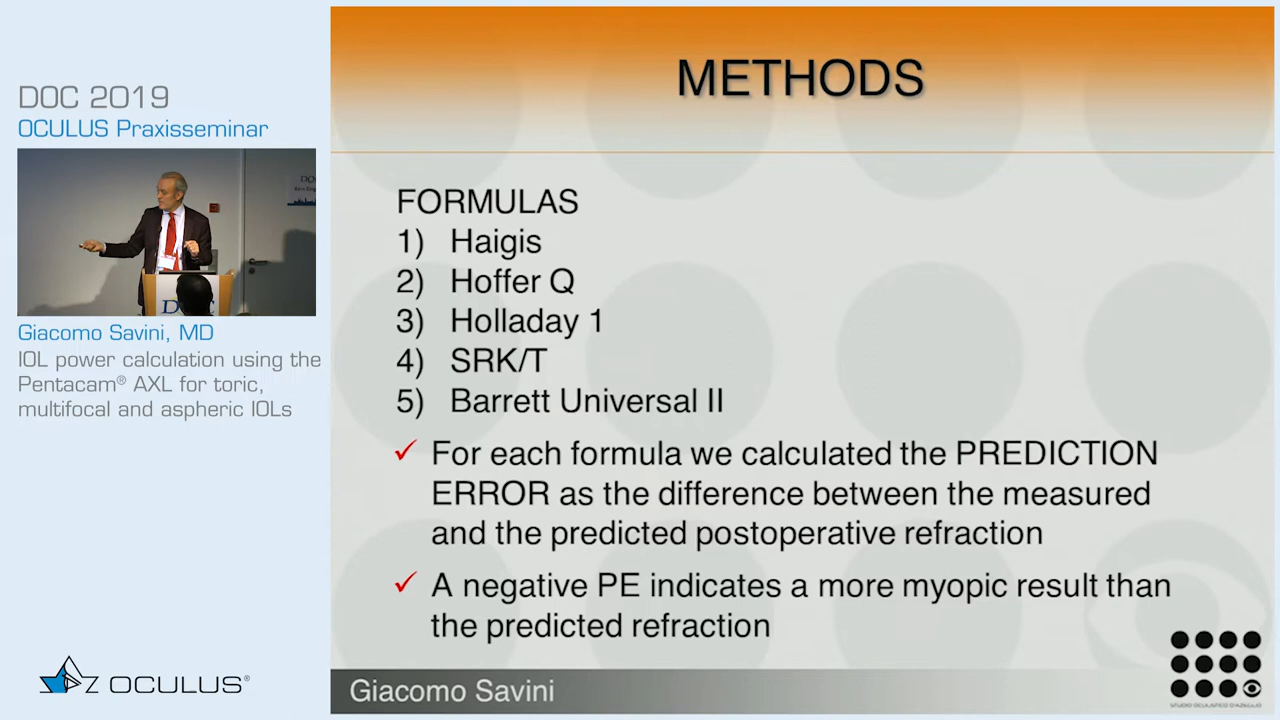 DOC 2019
OCULUS Praxisseminar
Giacomo Savini, MD
IOL power calculation using the
Pentacam® AXL for toric,
multifocal and aspheric IOLs
OCULUS®
METHODS
FORMULAS
1) Haigis
2) Hoffer Q
3) Holladay 1
4) SRK/T
5) Barrett Universal II
✓ For each formula we calculated the PREDICTION
ERROR as the difference between the measured
and the predicted postoperative refraction
✓ A negative PE indicates a more myopic result than
the predicted refraction
Giacomo Savini
STUDIO OCULISTICO D'AZEGLIO